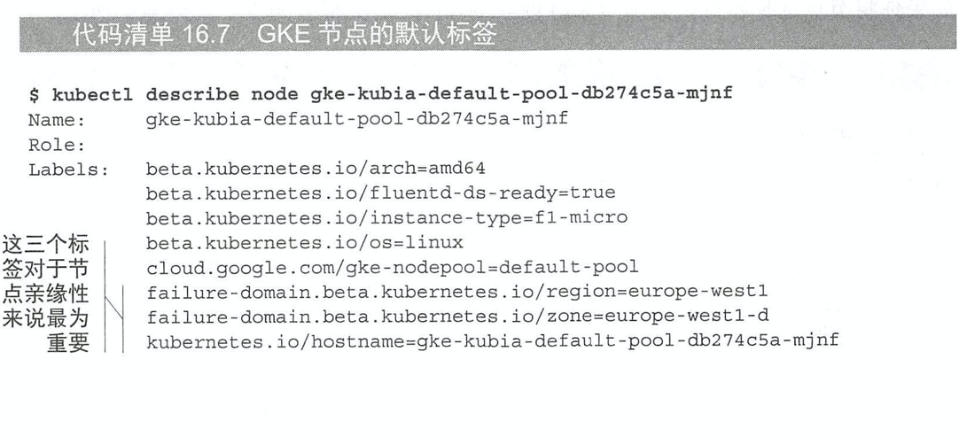 代码清单 16.7 GKE 节点的默认标签
$ kubectl describe node gke-kubia-default-pool-db274c5a-mjnf
Name: gke-kubia-default-pool-db274c5a-mjnf
Role:
Labels: beta.kubernetes.io/arch=amd64
beta.kubernetes.io/fluentd-ds-ready=true
beta.kubernetes.io/instance-type=f1-micro
beta.kubernetes.io/os=linux
cloud.google.com/gke-nodepool=default-pool
failure-domain.beta.kubernetes.io/region=europe-west1
failure-domain.beta.kubernetes.io/zone=europe-west1-d
kubernetes.io/hostname=gke-kubia-default-pool-db274c5a-mjnf
这三个标
签对于节
点亲缘性
来说最为
重要